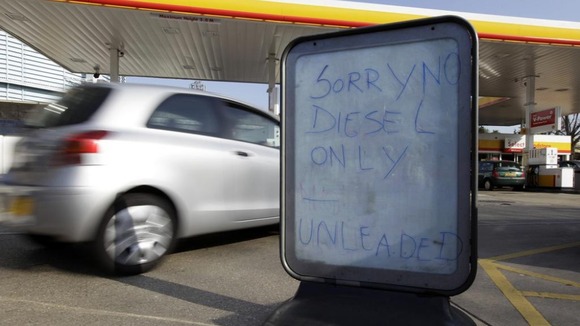 SORRY NO
DIESEL
ONLY
—
UNLEADED